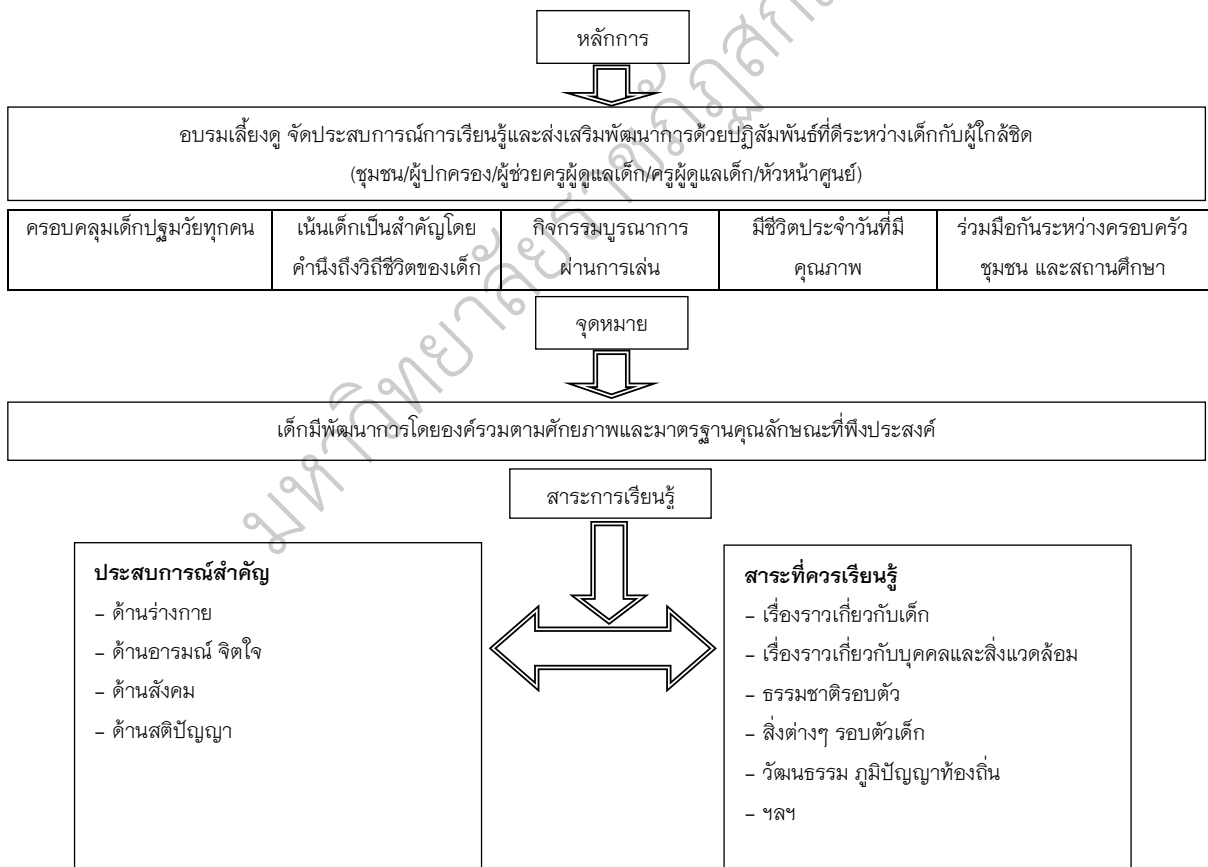 หลักการ
อบรมเลี้ยงดู จัดประสบการณ์การเรียนรู้และส่งเสริมพัฒนาการด้วยปฏิสัมพันธ์ที่ดีระหว่างเด็กกับผู้ใกล้ชิด
(ชุมชน/ผู้ปกครอง/ผู้ช่วยครูผู้ดูแลเด็ก/ครูผู้ดูแลเด็ก/หัวหน้าศูนย์)
ครอบคลุมเด็กปฐมวัยทุกคน
เน้นเด็กเป็นสำคัญโดย
คำนึงถึงวิถีชีวิตของเด็ก
กิจกรรมบูรณาการ
ผ่านการเล่น
มีชีวิตประจำวันที่มี
คุณภาพ
ร่วมมือกันระหว่างครอบครัว
ชุมชน และสถานศึกษา
จุดหมาย
เด็กมีพัฒนาการโดยองค์รวมตามศักยภาพและมาตรฐานคุณลักษณะที่พึงประสงค์
สาระการเรียนรู้
ประสบการณ์สำคัญ
– ด้านร่างกาย
– ด้านอารมณ์ จิตใจ
– ด้านสังคม
– ด้านสติปัญญา
สาระที่ควรเรียนรู้
– เรื่องราวเกี่ยวกับเด็ก
– เรื่องราวเกี่ยวกับบุคคลและสิ่งแวดล้อม
– ธรรมชาติรอบตัว
– สิ่งต่างๆ รอบตัวเด็ก
– วัฒนธรรม ภูมิปัญญาท้องถิ่น
– ฯลฯ
มหาวิทยาลัยราชภัฏ